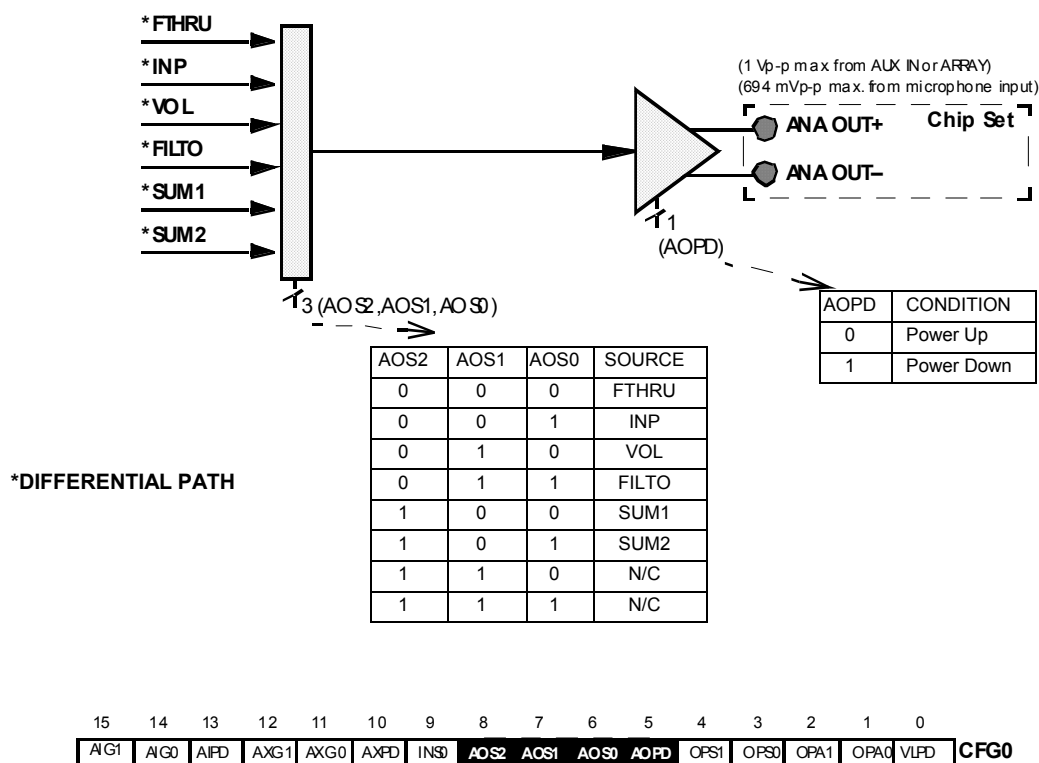 *FTHRU
*INP
*VOL
*FILTO
*SUM1
*SUM2
(1 Vp-p max from AUX IN or ARRAY)
(694 mVp-p max. from microphone input)
ANA OUT+
Chip Set
ANA OUT–
1
(AOPD)
3 (AOS2,AOS1,AOS0)
AOPD CONDITION
0 Power Up
1 Power Down
AOS2 AOS1 AOS0 SOURCE
0 0 0 FTHRU
0 0 1 INP
0 1 0 VOL
0 1 1 FILTO
1 0 0 SUM1
1 0 1 SUM2
1 1 0 N/C
1 1 1 N/C
*DIFFERENTIAL PATH
15 14 13 12 11 10 9 8 7 6 5 4 3 2 1 0
AIG1 AIG0 AIPD AXG1 AXG0 AXPD INS0 AOS2 AOS1 AOS0 AOPD OPS1 OPS0 OPA1 OPA0 VLPD CFG0